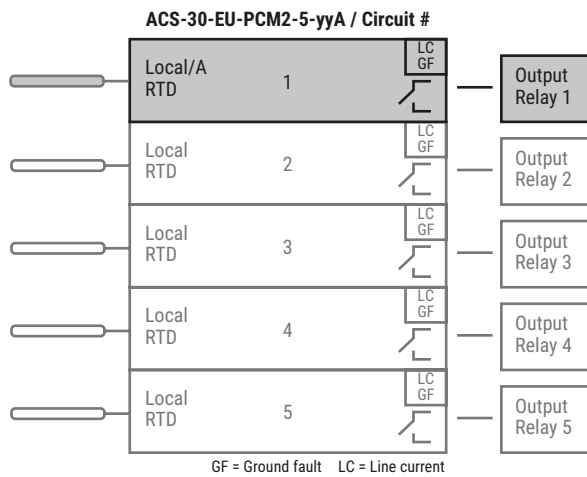 ACS-30-EU-PCM2-5-yyA / Circuit #
Local/A
RTD
1
LC
GF
Output
Relay 1
Local
RTD
2
LC
GF
Output
Relay 2
Local
RTD
3
LC
GF
Output
Relay 3
Local
RTD
4
LC
GF
Output
Relay 4
Local
RTD
5
LC
GF
Output
Relay 5
GF = Ground fault LC = Line current